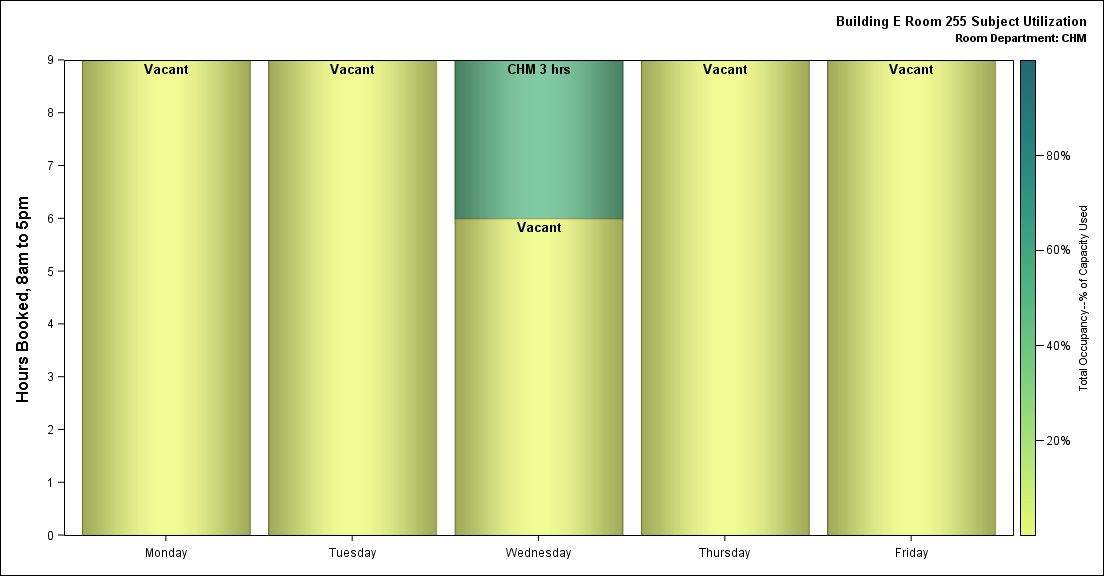 Building E Room 255 Subject Utilization
Room Department: CHM
Hours Booked, 8am to 5pm
9
8
7
6
5
4
3
2
1
0
Vacant
Vacant
CHM 3 hrs
Vacant
Vacant
Vacant
Monday
Tuesday
Wednesday
Thursday
Friday
80%
60%
40%
20%
Total Occupancy--% of Capacity Used